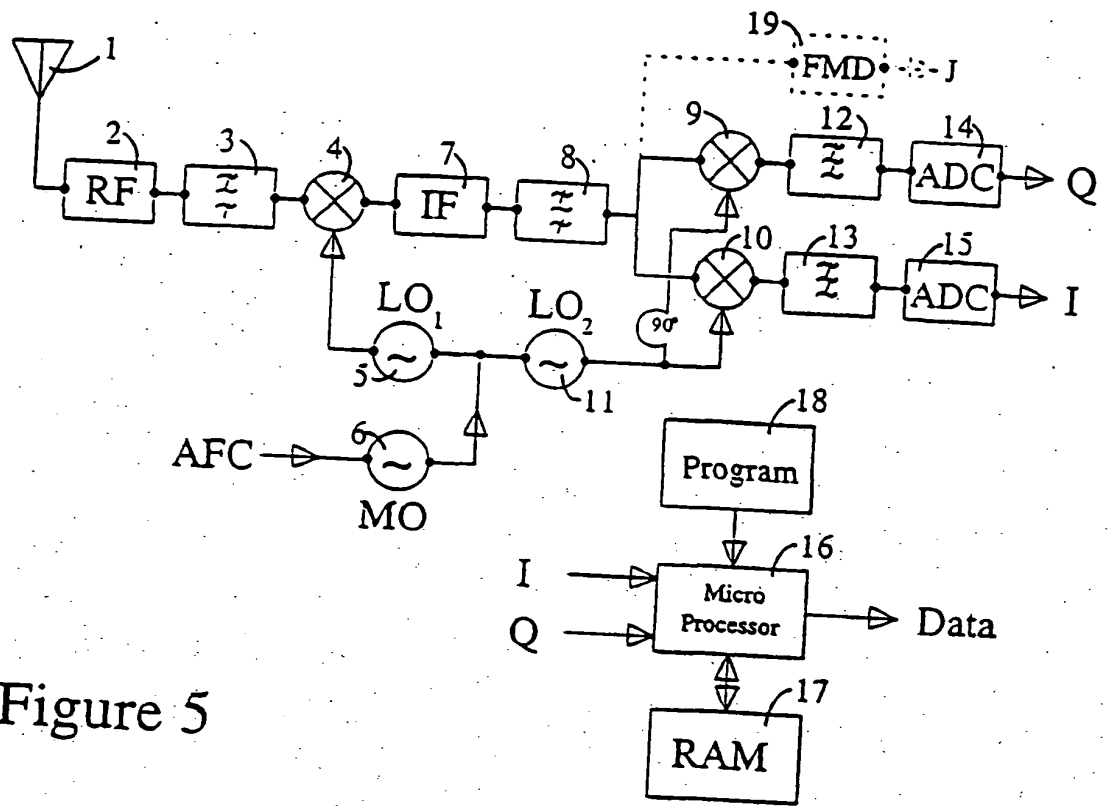 19
FMD
J
1
9
12
14
ADC
Q
2
3
4
7
8
RF
IF
10
13
15
ADC
I
LO1
LO2
90°
5
11
18
AFC
6
Program
MO
16
I
Micro
Processor
Q
Data
17
Figure 5
RAM